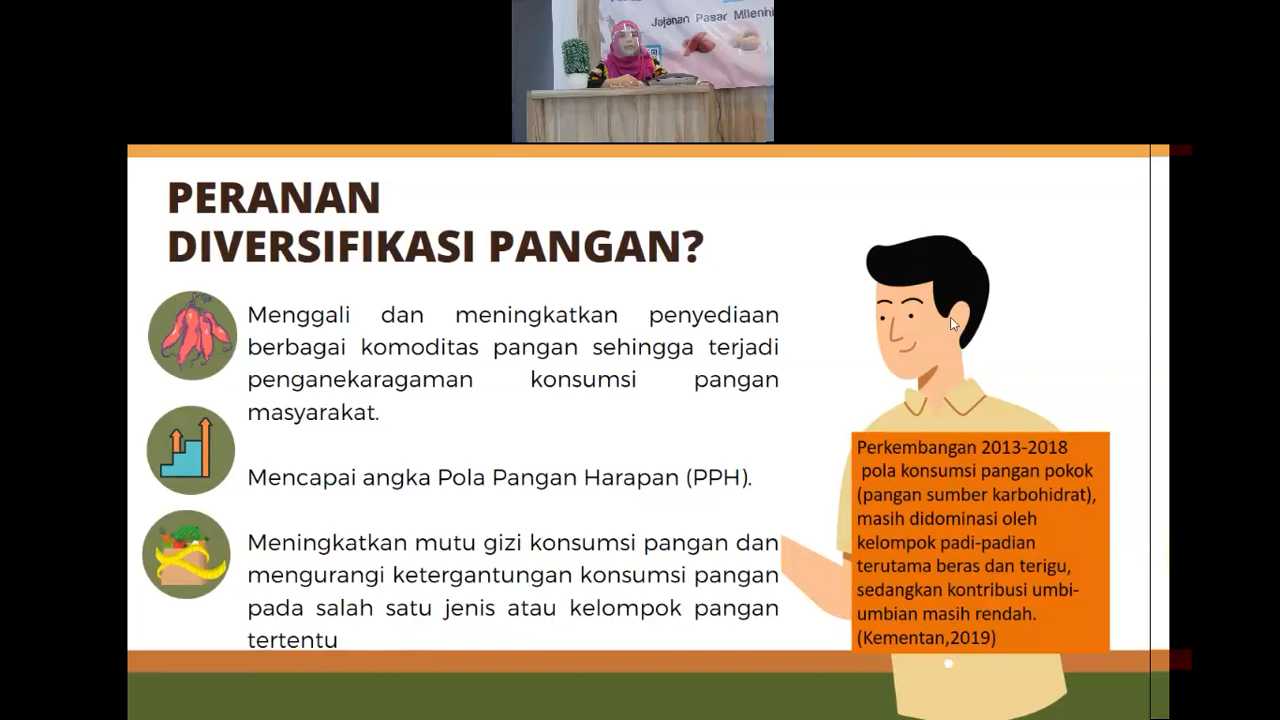 Jajanan Pasar Milenni
PERANAN
DIVERSIFIKASI PANGAN?
Menggali dan meningkatkan penyediaan
berbagai komoditas pangan sehingga terjadi
penganekaragaman konsumsi pangan
masyarakat.
Mencapai angka Pola Pangan Harapan (PPH).
Meningkatkan mutu gizi konsumsi pangan dan
mengurangi ketergantungan konsumsi pangan
pada salah satu jenis atau kelompok pangan
tertentu
Perkembangan 2013-2018
pola konsumsi pangan pokok
(pangan sumber karbohidrat),
masih didominasi oleh
kelompok padi-padian
terutama beras dan terigu,
sedangkan kontribusi umbi-
umbian masih rendah.
(Kementan,2019)